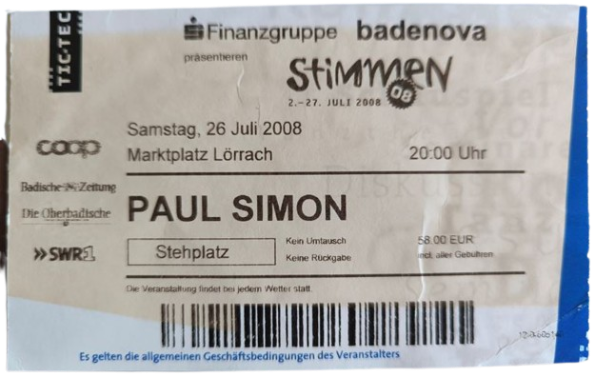 TIC-TEC
Finanzgruppe badenova
präsentieren
STIMMEN
08
2.–27. JULI 2008
Samstag, 26 Juli 2008
Marktplatz Lörrach 20:00 Uhr
coop
Badische Zeitung
Die Oberbadische
PAUL SIMON
SWR1
Stehplatz
Kein Umtausch 58.00 EUR
Keine Rückgabe incl. aller Gebühren
Die Veranstaltung findet bei jedem Wetter statt.
Es gelten die allgemeinen Geschäftsbedingungen des Veranstalters